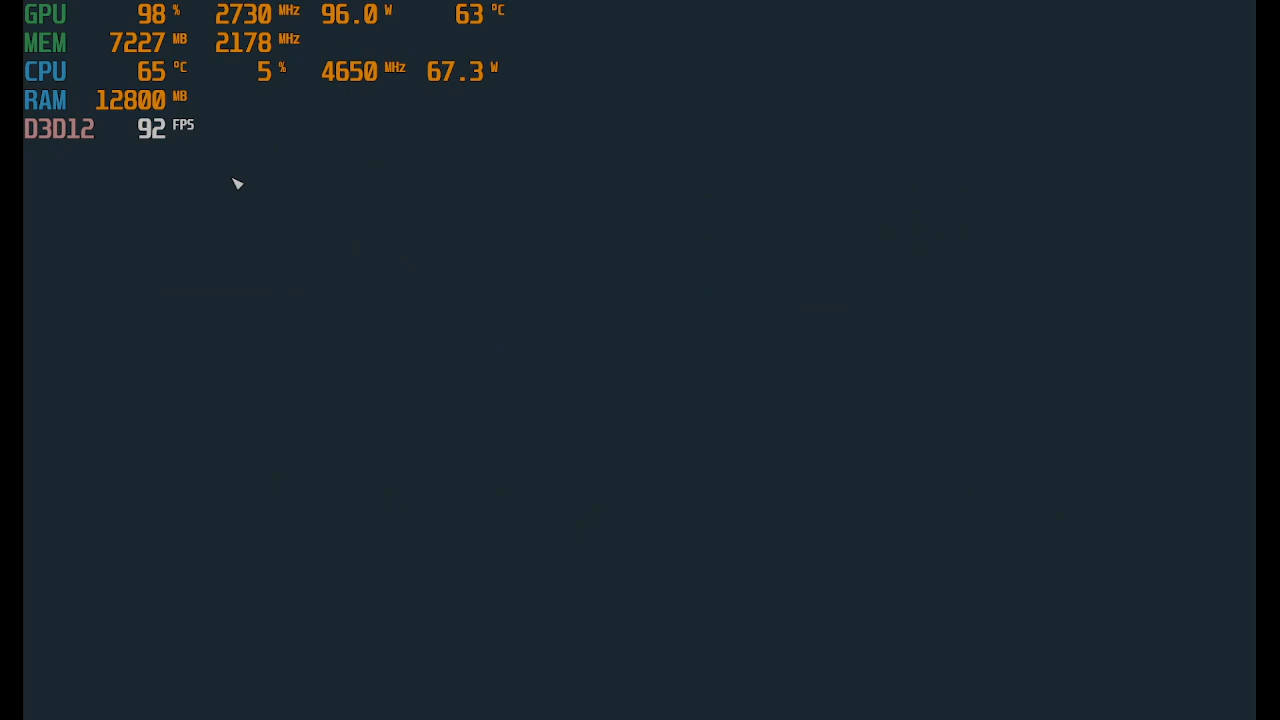 GPU 98 % 2730 MHz 96.0 W 63 °C
MEM 7227 MB 2178 MHz
CPU 65 °C 5 % 4650 MHz 67.3 W
RAM 12800 MB
D3D12 92 FPS